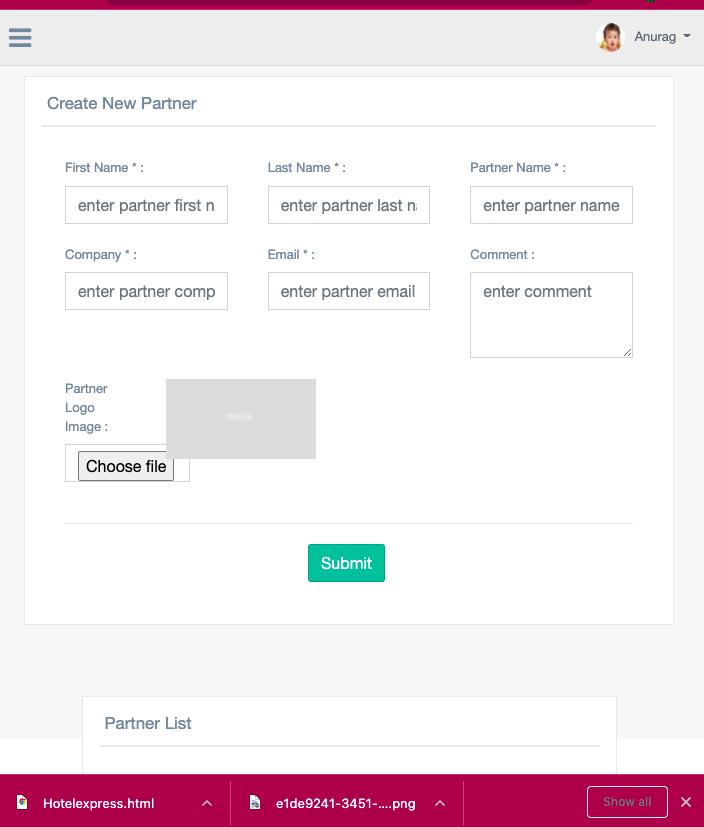 Anurag
Create New Partner
First Name * :
Last Name * :
Partner Name * :
enter partner first n
enter partner last n
enter partner name
Company * :
Email * :
Comment :
enter partner comp
enter partner email
enter comment
Partner
Logo
Image :
IMAGE
Choose file
Submit
Partner List
Hotelexpress.html
e1de9241-3451-....png
Show all